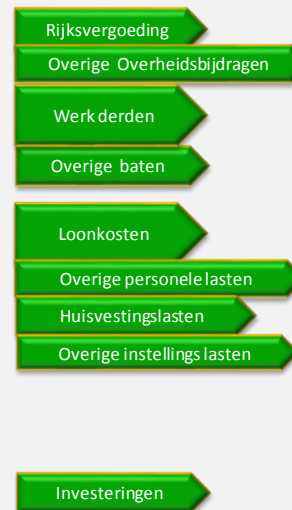 Rijksvergoeding
Overige Overheidsbijdragen
Werk derden
Overige baten
Loonkosten
Overige personele lasten
Huisvestingslasten
Overige instellings lasten
Investeringen